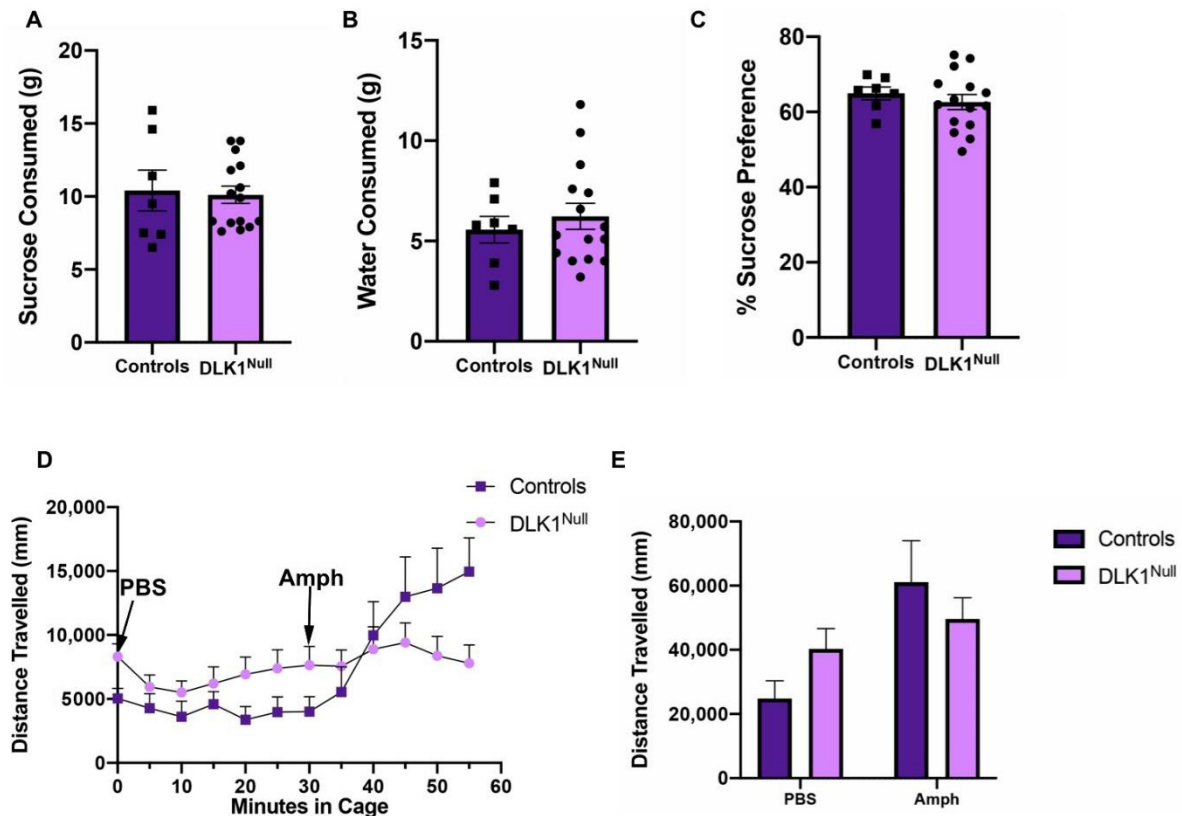 A
Sucrose Consumed (g)
20
15
10
5
0
Controls DLK1Null
B
Water Consumed (g)
15
10
5
0
Controls DLK1Null
C
% Sucrose Preference
80
60
40
20
0
Controls DLK1Null
D
Distance Travelled (mm)
20,000
15,000
10,000
5000
0
PBS
Amph
Controls
DLK1Null
0 10 20 30 40 50 60
Minutes in Cage
E
Distance Travelled (mm)
80,000
60,000
40,000
20,000
0
PBS Amph
Controls
DLK1Null